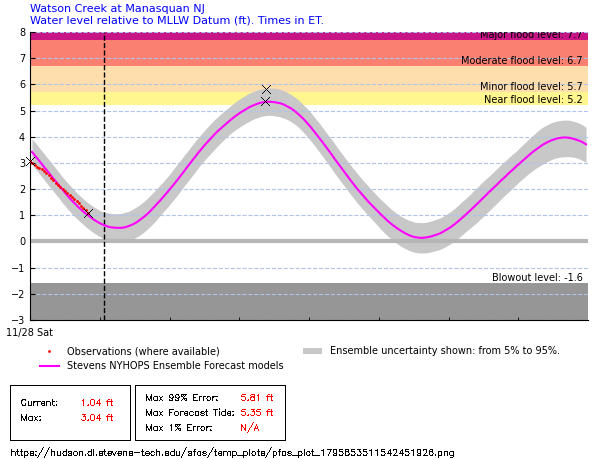 Watson Creek at Manasquan NJ
Water level relative to MLLW Datum (ft). Times in ET.
8
Major flood level: 7.7
7
Moderate flood level: 6.7
6
Minor flood level: 5.7
Near flood level: 5.2
5
4
3
2
1
0
−1
Blowout level: -1.6
−2
−3
11/28 Sat
Observations (where available)
Stevens NYHOPS Ensemble Forecast models
Ensemble uncertainty shown: from 5% to 95%.
Current: 1.04 ft
Max: 3.04 ft
Max 99% Error: 5.81 ft
Max Forecast Tide: 5.35 ft
Max 1% Error: N/A
https://hudson.dl.stevens-tech.edu/sfas/temp_plots/pfas_plot_1795853511542451926.png